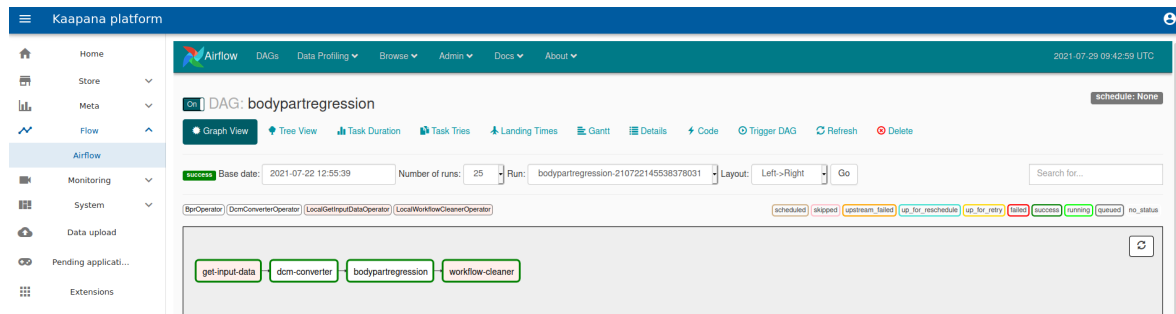 Kaapana platform
Home
Store
Meta
Flow
Airflow
Monitoring
System
Data upload
Pending applicati...
Extensions
Airflow DAGs Data Profiling Browse Admin Docs About 2021-07-29 09:42:59 UTC
On DAG: bodypartregression schedule: None
Graph View Tree View Task Duration Task Tries Landing Times Gantt Details Code Trigger DAG Refresh Delete
success Base date: 2021-07-22 12:55:39 Number of runs: 25 Run: bodypartregression-210722145538378031 Layout: Left->Right Go Search for...
BprOperator DcmConverterOperator LocalGetInputDataOperator LocalWorkflowCleanerOperator scheduled skipped upstream_failed up_for_reschedule up_for_retry failed success running queued no_status
get-input-data dcm-converter bodypartregression workflow-cleaner